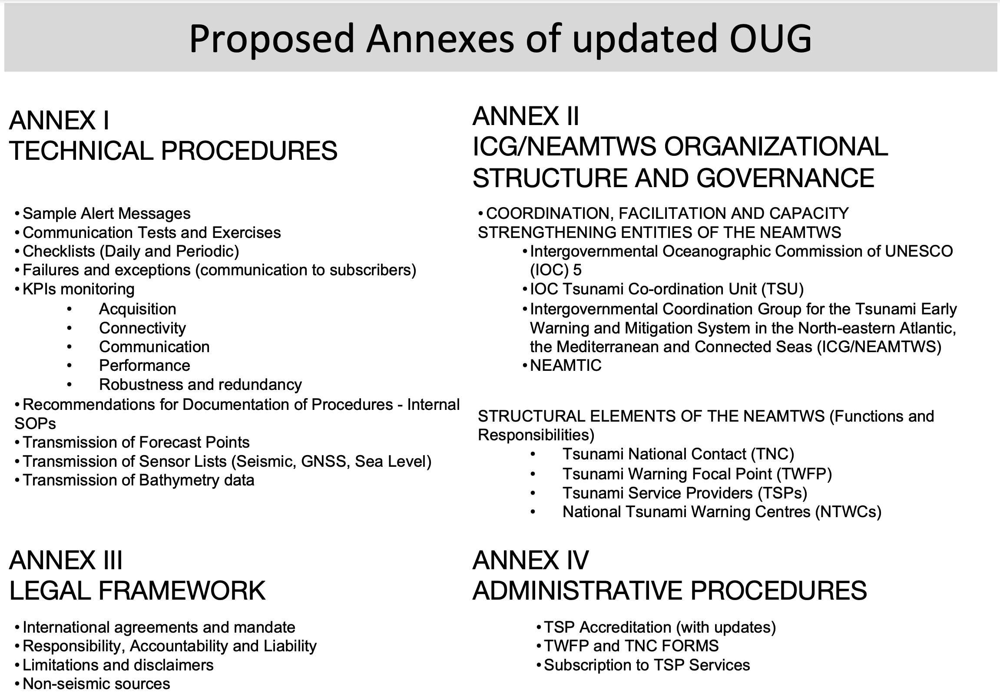 Proposed Annexes of updated OUG
ANNEX I
TECHNICAL PROCEDURES
• Sample Alert Messages
• Communication Tests and Exercises
• Checklists (Daily and Periodic)
• Failures and exceptions (communication to subscribers)
• KPIs monitoring
• Acquisition
• Connectivity
• Communication
• Performance
• Robustness and redundancy
• Recommendations for Documentation of Procedures - Internal
SOPs
• Transmission of Forecast Points
• Transmission of Sensor Lists (Seismic, GNSS, Sea Level)
• Transmission of Bathymetry data
ANNEX II
ICG/NEAMTWS ORGANIZATIONAL
STRUCTURE AND GOVERNANCE
• COORDINATION, FACILITATION AND CAPACITY
STRENGTHENING ENTITIES OF THE NEAMTWS
• Intergovernmental Oceanographic Commission of UNESCO
(IOC) 5
• IOC Tsunami Co-ordination Unit (TSU)
• Intergovernmental Coordination Group for the Tsunami Early
Warning and Mitigation System in the North-eastern Atlantic,
the Mediterranean and Connected Seas (ICG/NEAMTWS)
• NEAMTIC
STRUCTURAL ELEMENTS OF THE NEAMTWS (Functions and
Responsibilities)
• Tsunami National Contact (TNC)
• Tsunami Warning Focal Point (TWFP)
• Tsunami Service Providers (TSPs)
• National Tsunami Warning Centres (NTWCs)
ANNEX III
LEGAL FRAMEWORK
• International agreements and mandate
• Responsibility, Accountability and Liability
• Limitations and disclaimers
• Non-seismic sources
ANNEX IV
ADMINISTRATIVE PROCEDURES
• TSP Accreditation (with updates)
• TWFP and TNC FORMS
• Subscription to TSP Services